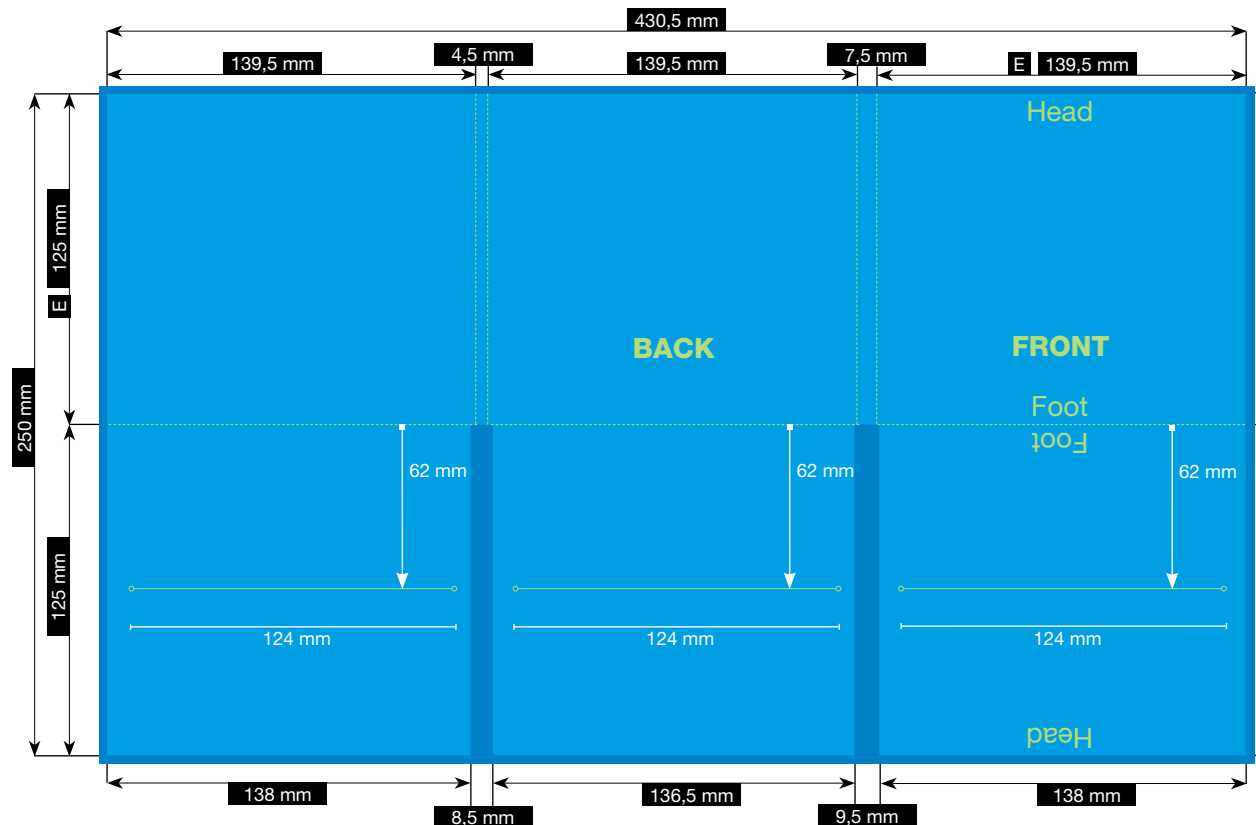 430,5 mm
4,5 mm
7,5 mm
139,5 mm
139,5 mm
E 139,5 mm
Head
125 mm
E
250 mm
BACK
FRONT
Foot
Foot
62 mm
62 mm
62 mm
125 mm
124 mm
124 mm
124 mm
Head
138 mm
136,5 mm
138 mm
8,5 mm
9,5 mm